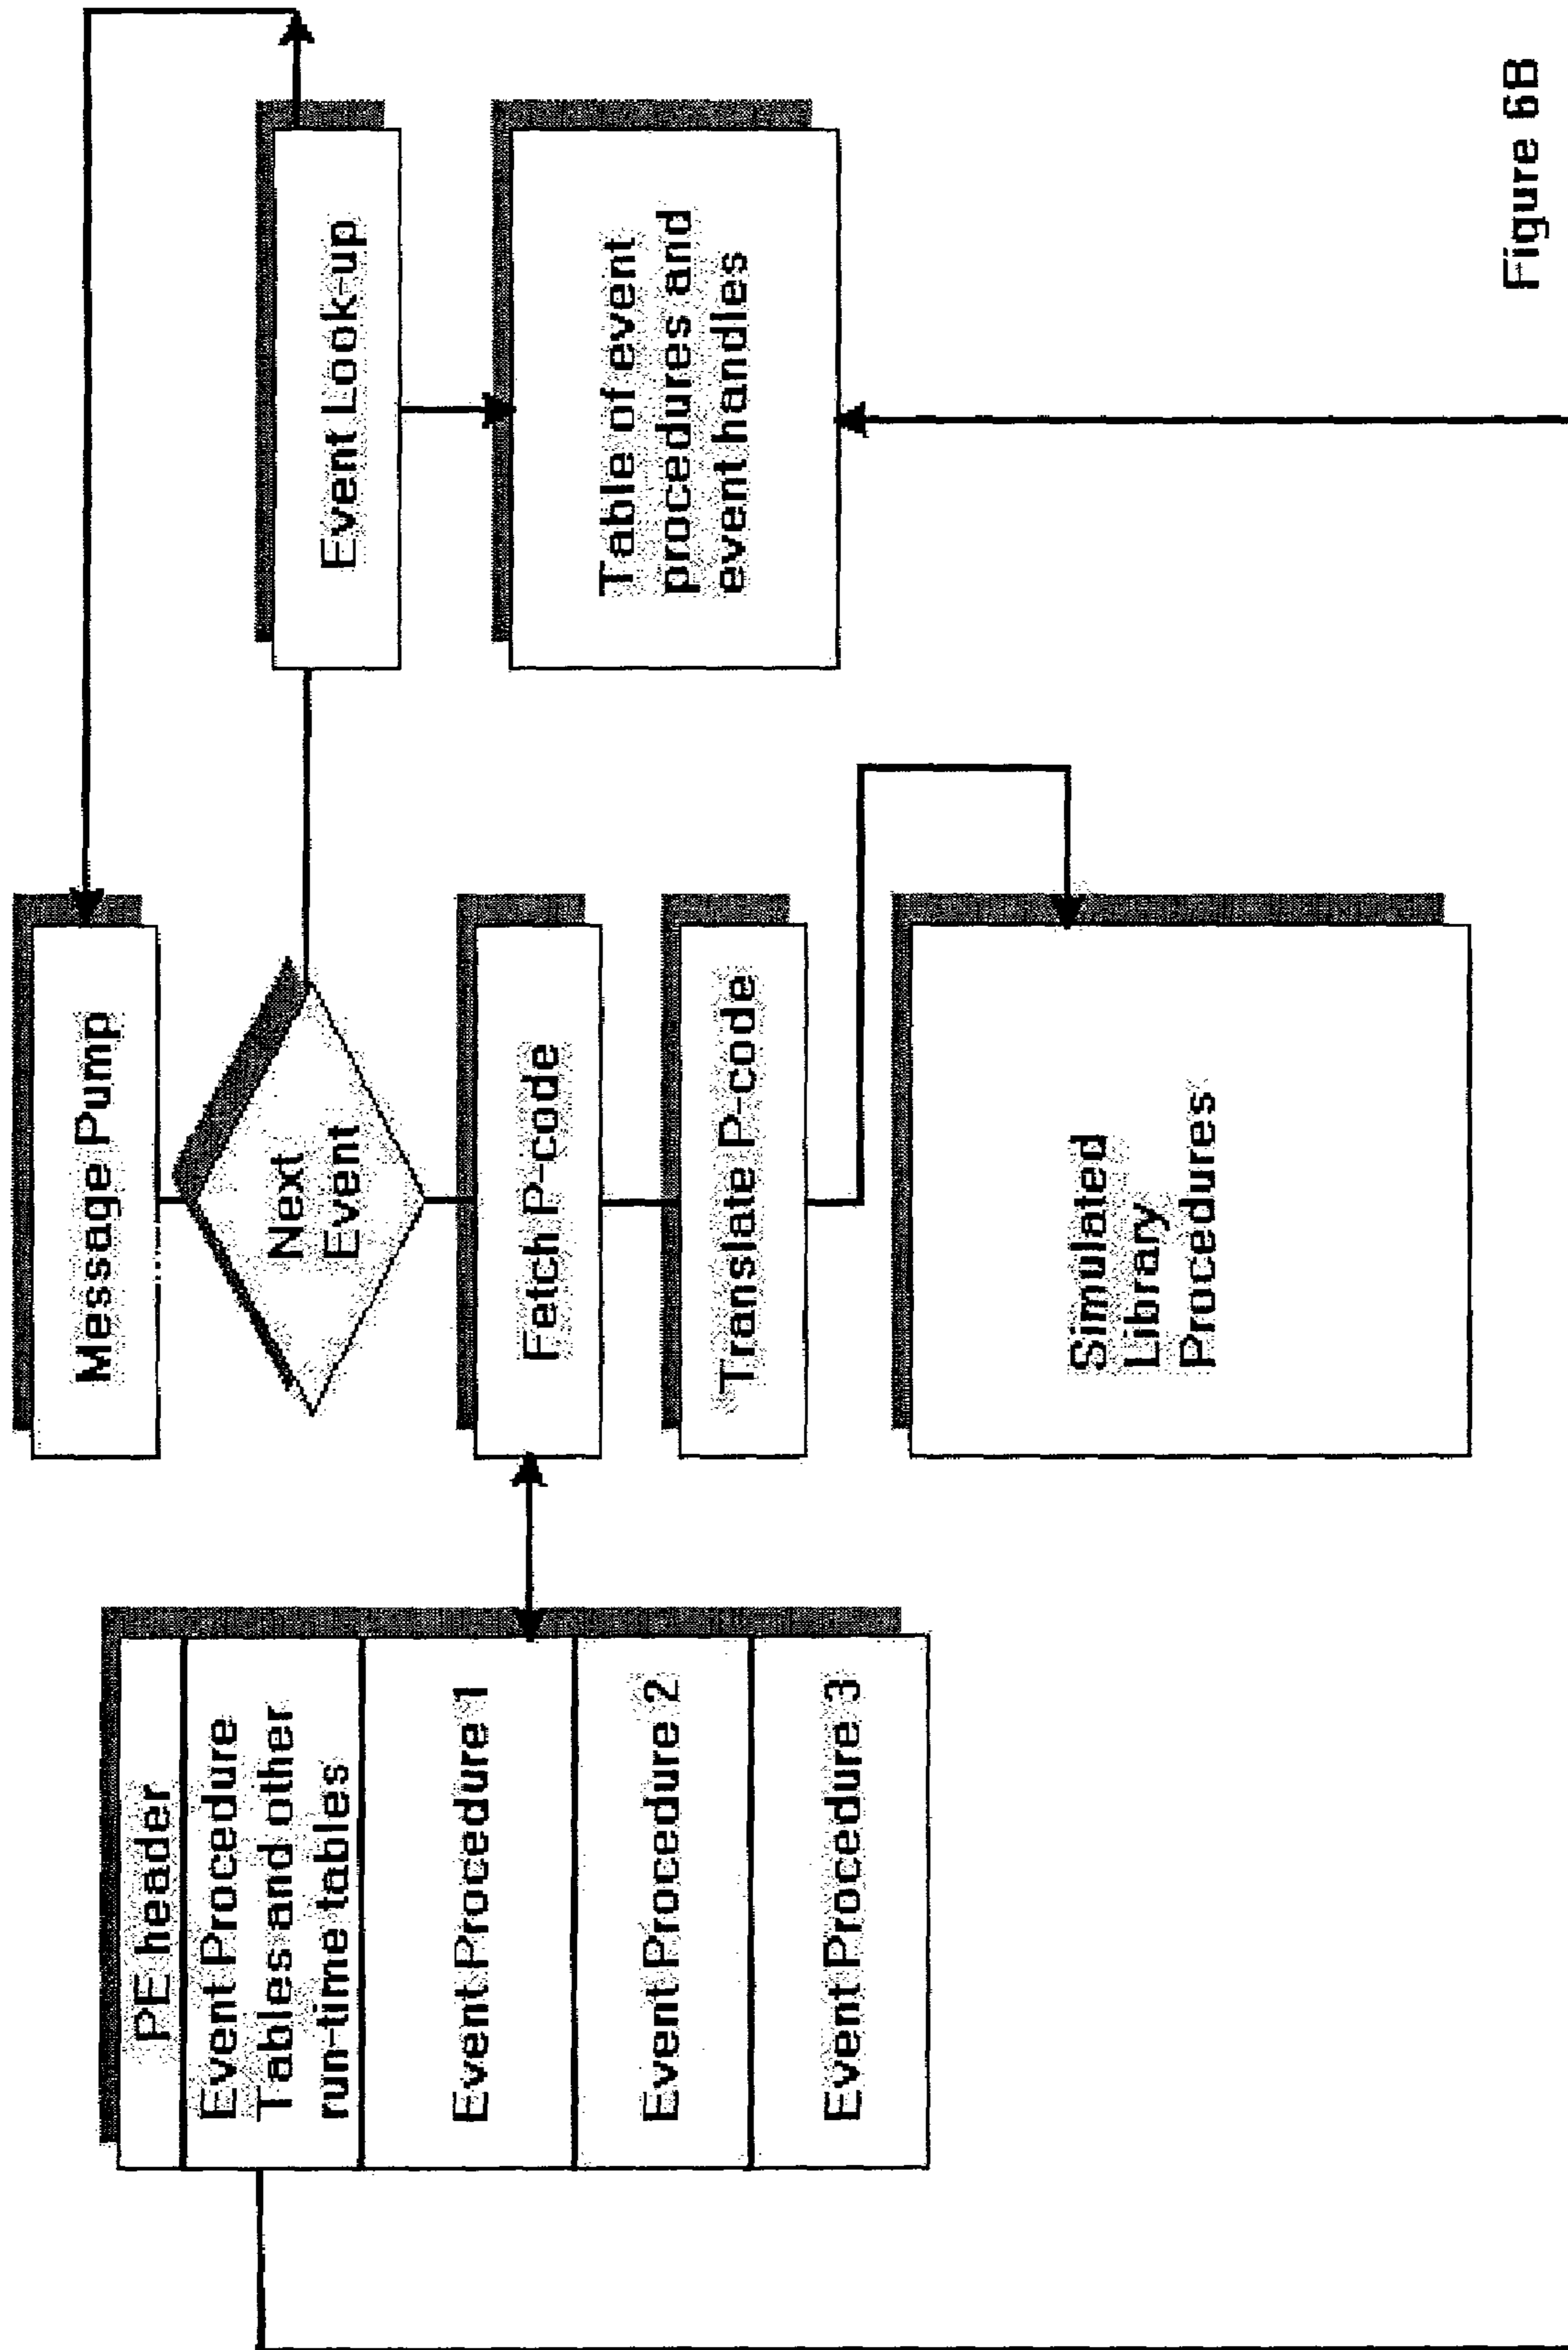 PE header
Event Procedure
Tables and other
run-time tables
Event Procedure 1
Event Procedure 2
Event Procedure 3
Message Pump
Next
Event
Fetch P-code
Translate P-code
Simulated
Library
Procedures
Event Look-up
Table of event
procedures and
event handles
Figure 6B